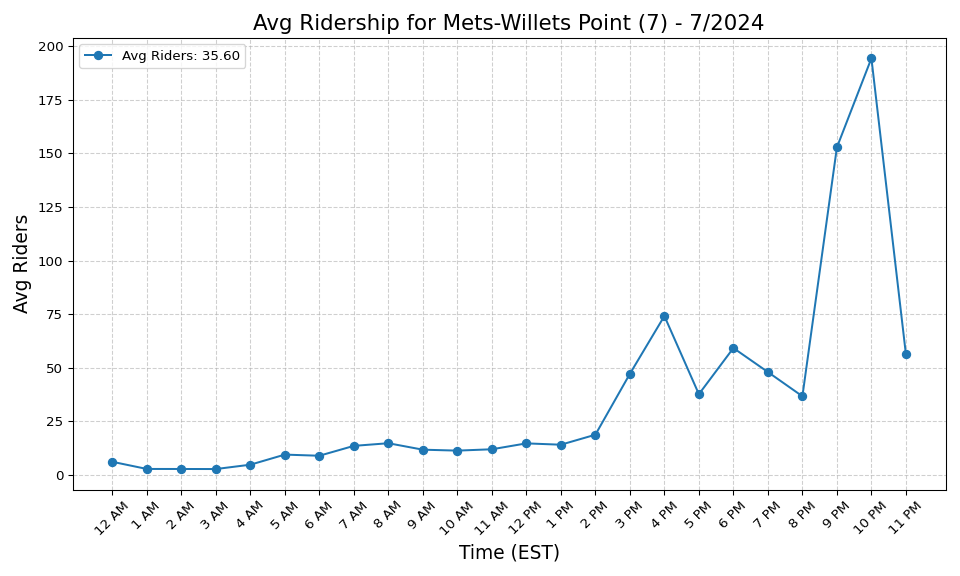 Avg Ridership for Mets-Willets Point (7) - 7/2024
Avg Riders: 35.60
Avg Riders
200
175
150
125
100
75
50
25
0
12 AM
1 AM
2 AM
3 AM
4 AM
5 AM
6 AM
7 AM
8 AM
9 AM
10 AM
11 AM
12 PM
1 PM
2 PM
3 PM
4 PM
5 PM
6 PM
7 PM
8 PM
9 PM
10 PM
11 PM
Time (EST)